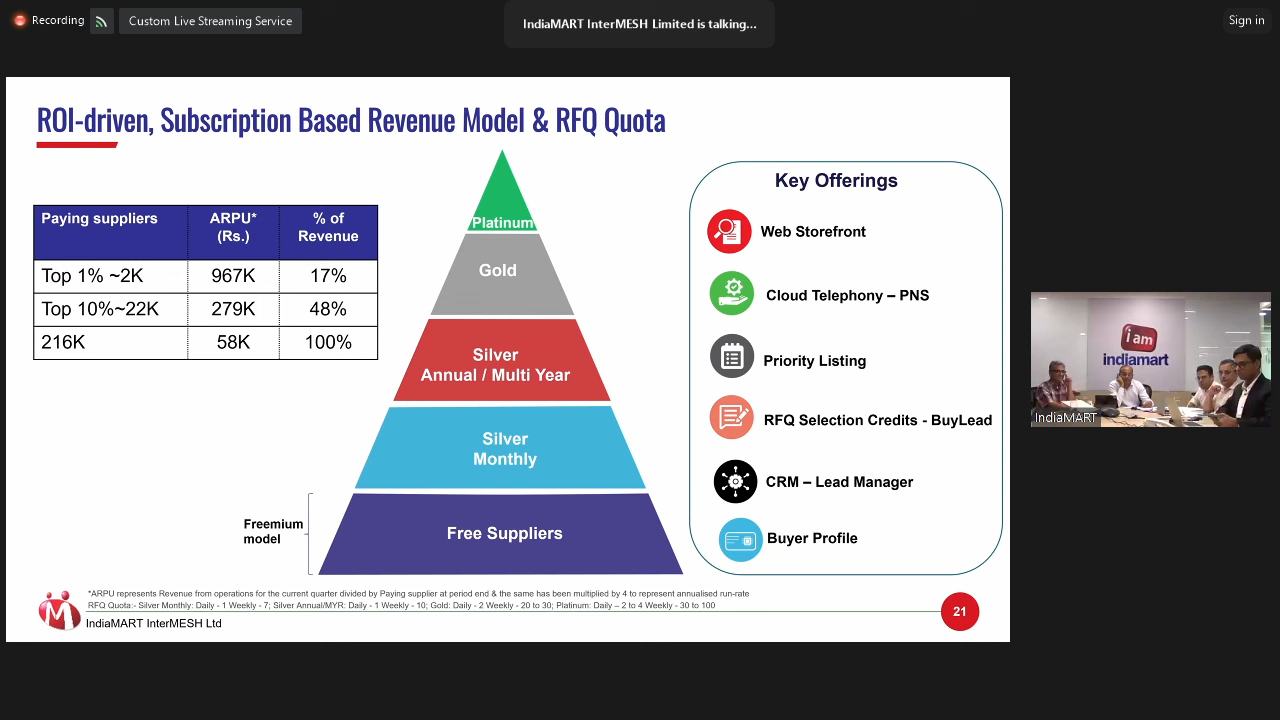 Recording
Custom Live Streaming Service
IndiaMART InterMESH Limited is talking...
Sign in
ROI-driven, Subscription Based Revenue Model & RFQ Quota
Paying suppliers ARPU* (Rs.) % of Revenue
Top 1% ~2K 967K 17%
Top 10%~22K 279K 48%
216K 58K 100%
Platinum
Gold
Silver
Annual / Multi Year
Silver
Monthly
Free Suppliers
Freemium
model
Key Offerings
Web Storefront
Cloud Telephony – PNS
Priority Listing
RFQ Selection Credits - BuyLead
CRM – Lead Manager
Buyer Profile
*ARPU represents Revenue from operations for the current quarter divided by Paying supplier at period end & the same has been multiplied by 4 to represent annualised run-rate
RFQ Quota:- Silver Monthly: Daily - 1 Weekly - 7; Silver Annual/MYR: Daily - 1 Weekly - 10; Gold: Daily - 2 Weekly - 20 to 30; Platinum: Daily – 2 to 4 Weekly - 30 to 100
IndiaMART InterMESH Ltd
21
i am
indiamart
IndiaMART